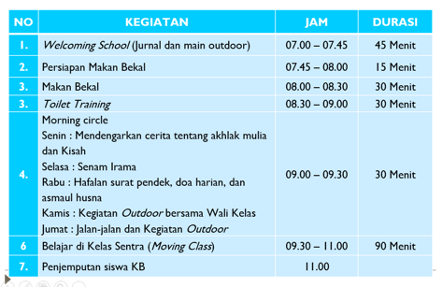 NO KEGIATAN JAM DURASI
1. Welcoming School (Jurnal dan main outdoor) 07.00 – 07.45 45 Menit
2. Persiapan Makan Bekal 07.45 – 08.00 15 Menit
3. Makan Bekal 08.00 – 08.30 30 Menit
3. Toilet Training 08.30 – 09.00 30 Menit
Morning circle
Senin : Mendengarkan cerita tentang akhlak mulia
dan Kisah
Selasa : Senam Irama
4. Rabu : Hafalan surat pendek, doa harian, dan 09.00 – 09.30 30 Menit
asmaul husna
Kamis : Kegiatan Outdoor bersama Wali Kelas
Jumat : Jalan-jalan dan Kegiatan Outdoor
6 Belajar di Kelas Sentra (Moving Class) 09.30 – 11.00 90 Menit
7. Penjemputan siswa KB 11.00